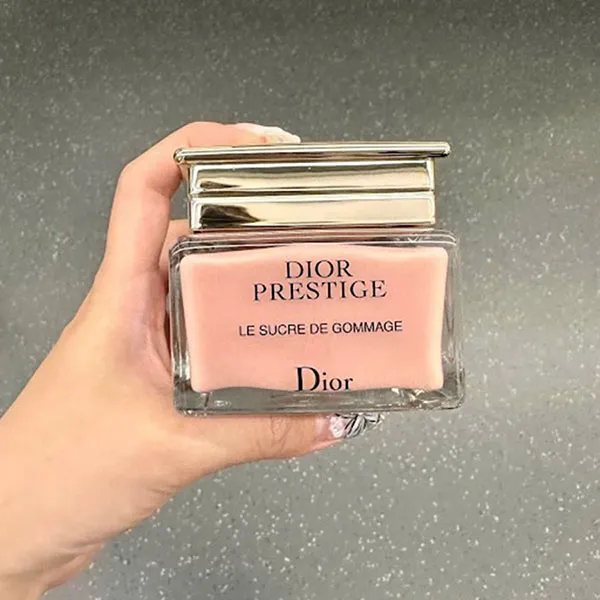 DIOR
PRESTIGE
LE SUCRE DE GOMMAGE
Dior